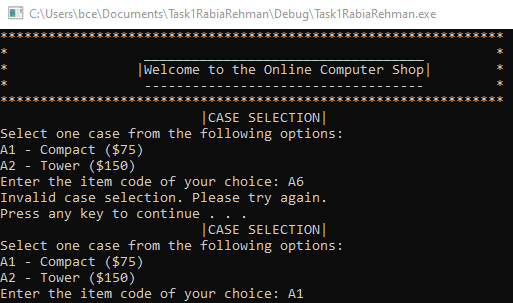 C:\Users\bce\Documents\Task1RabiaRehman\Debug\Task1RabiaRehman.exe
***************************************************************
* ___________________________________ *
* |Welcome to the Online Computer Shop| *
* ----------------------------------- *
***************************************************************
|CASE SELECTION|
Select one case from the following options:
A1 - Compact ($75)
A2 - Tower ($150)
Enter the item code of your choice: A6
Invalid case selection. Please try again.
Press any key to continue . . .
|CASE SELECTION|
Select one case from the following options:
A1 - Compact ($75)
A2 - Tower ($150)
Enter the item code of your choice: A1